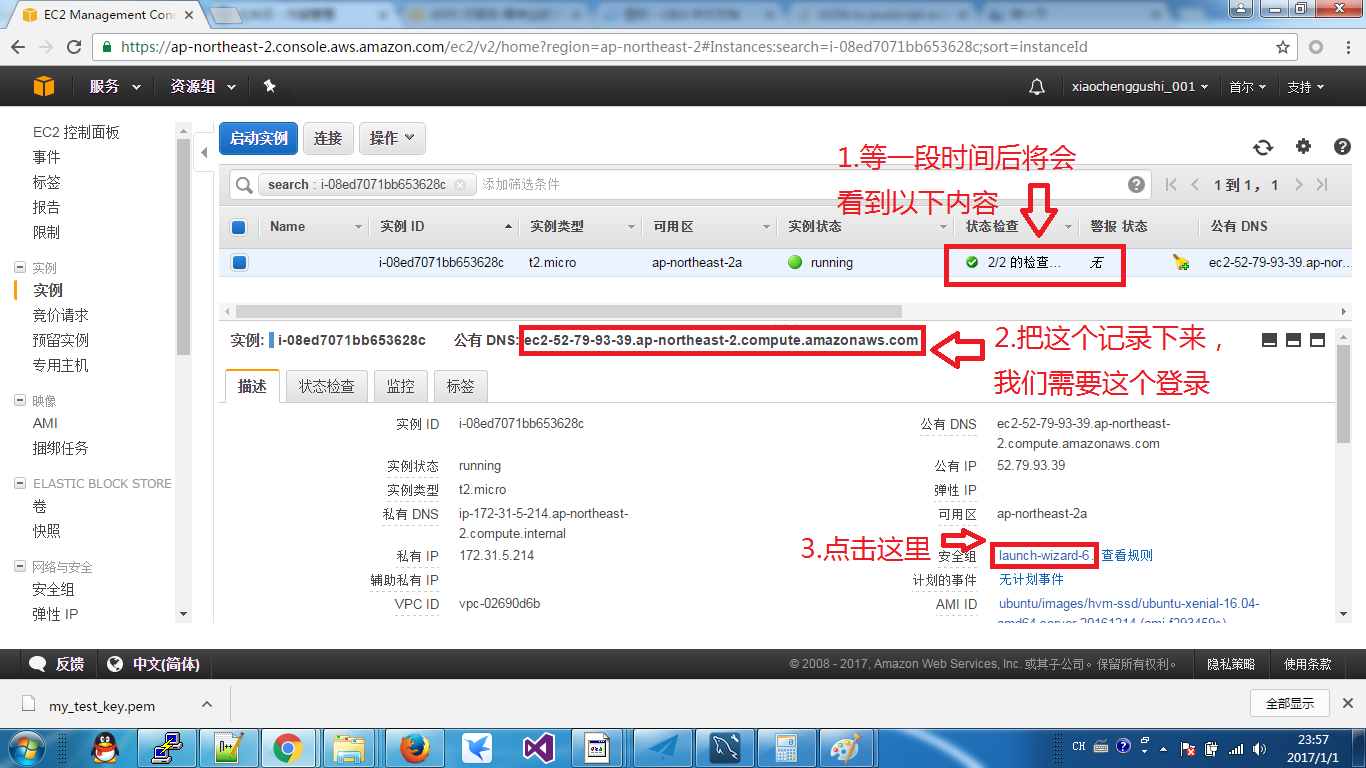 EC2 Management Cons
https://ap-northeast-2.console.aws.amazon.com/ec2/v2/home?region=ap-northeast-2#Instances:search=i-08ed7071bb653628c;sort=instanceId
服务 资源组 xiaochenggushi_001 首尔 支持
EC2 控制面板
事件
标签
报告
限制
实例
实例
竞价请求
预留实例
专用主机
映像
AMI
捆绑任务
ELASTIC BLOCK STORE
卷
快照
网络与安全
安全组
弹性 IP
启动实例 连接 操作
1.等一段时间后将会
看到以下内容
search : i-08ed7071bb653628c 添加筛选条件 1 到 1， 1
Name 实例 ID 实例类型 可用区 实例状态 状态检查 警报 状态 公有 DNS
i-08ed7071bb653628c t2.micro ap-northeast-2a running 2/2 的检查… 无 ec2-52-79-93-39.ap-nor…
实例: i-08ed7071bb653628c 公有 DNS: ec2-52-79-93-39.ap-northeast-2.compute.amazonaws.com
2.把这个记录下来，
我们需要这个登录
描述 状态检查 监控 标签
实例 ID i-08ed7071bb653628c
实例状态 running
实例类型 t2.micro
私有 DNS ip-172-31-5-214.ap-northeast-
2.compute.internal
私有 IP 172.31.5.214
辅助私有 IP
VPC ID vpc-02690d6b
公有 DNS ec2-52-79-93-39.ap-northeast-
2.compute.amazonaws.com
公有 IP 52.79.93.39
弹性 IP
可用区 ap-northeast-2a
3.点击这里
安全组 launch-wizard-6 查看规则
计划的事件 无计划事件
AMI ID ubuntu/images/hvm-ssd/ubuntu-xenial-16.04-
反馈 中文(简体) © 2008 - 2017, Amazon Web Services, Inc. 或其子公司。保留所有权利。 隐私策略 使用条款
my_test_key.pem 全部显示
CH
23:57
2017/1/1